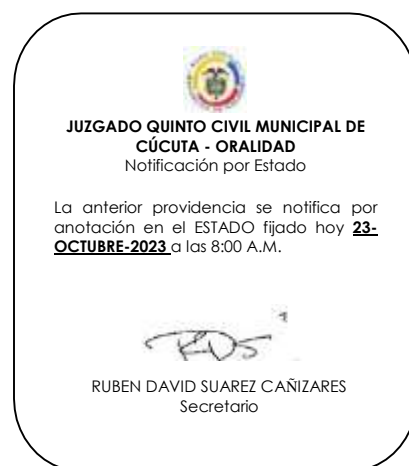 JUZGADO QUINTO CIVIL MUNICIPAL DE
CÚCUTA - ORALIDAD
Notificación por Estado
La anterior providencia se notifica por
anotación en el ESTADO fijado hoy 23-
OCTUBRE-2023 a las 8:00 A.M.
RUBEN DAVID SUAREZ CAÑIZARES
Secretario